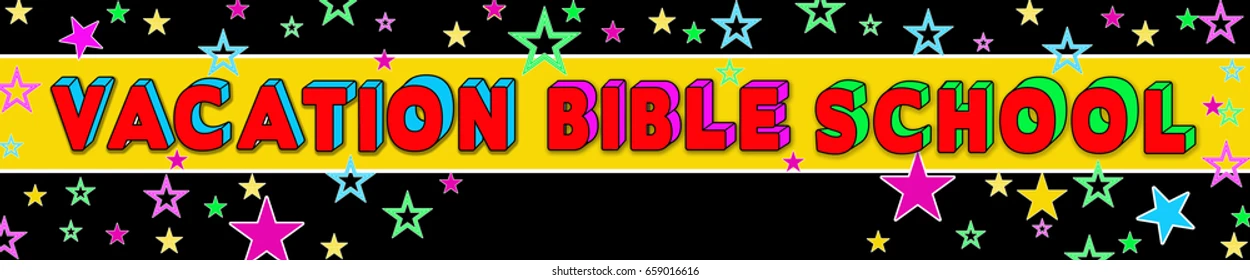 VACATION BIBLE SCHOOL
shutterstock.com · 659016616